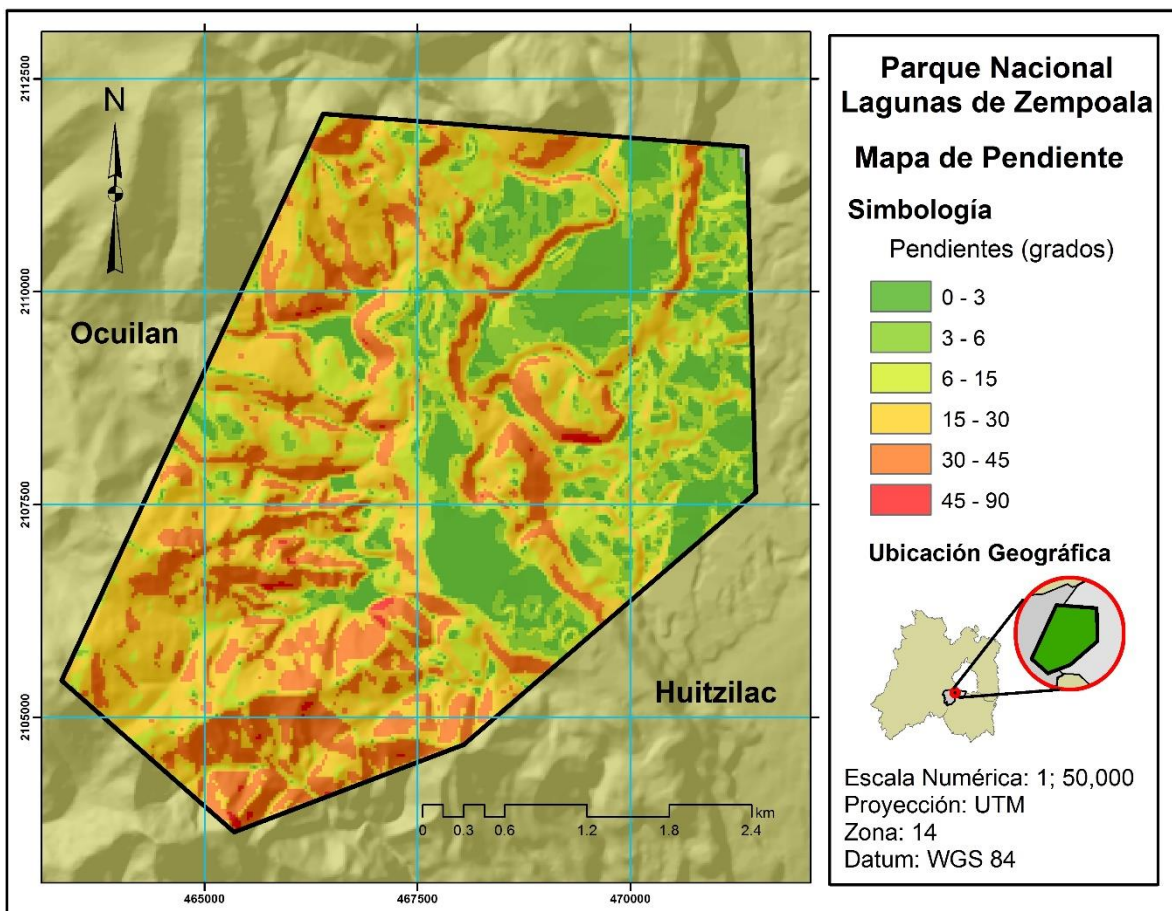 2112500
2110000
2107500
2105000
465000
467500
470000
N
Ocuilan
Huitzilac
0 0.3 0.6 1.2 1.8 2.4
km
Parque Nacional
Lagunas de Zempoala
Mapa de Pendiente
Simbología
Pendientes (grados)
0 - 3
3 - 6
6 - 15
15 - 30
30 - 45
45 - 90
Ubicación Geográfica
Escala Numérica: 1; 50,000
Proyección: UTM
Zona: 14
Datum: WGS 84